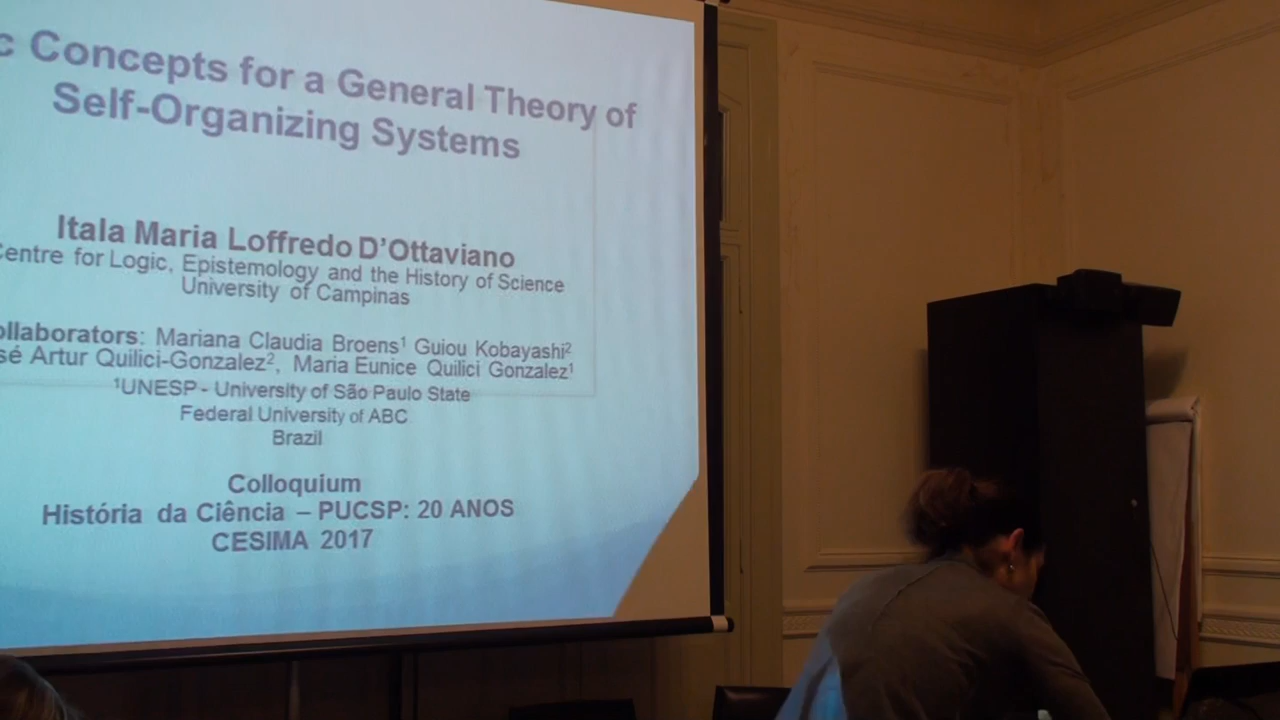 c Concepts for a General Theory of
Self-Organizing Systems
Itala Maria Loffredo D'Ottaviano
Centre for Logic, Epistemology and the History of Science
University of Campinas
ollaborators: Mariana Claudia Broens¹ Guiou Kobayashi²
sé Artur Quilici-Gonzalez², Maria Eunice Quilici Gonzalez¹
¹UNESP - University of São Paulo State
Federal University of ABC
Brazil
Colloquium
História da Ciência – PUCSP: 20 ANOS
CESIMA 2017